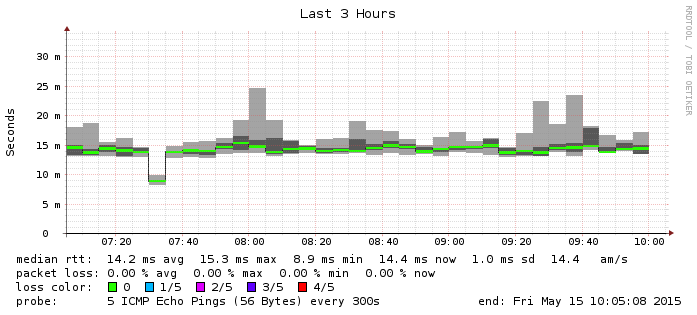 Last 3 Hours
RRDTOOL / TOBI OETIKER
Seconds
30 m
25 m
20 m
15 m
10 m
5 m
0
07:20 07:40 08:00 08:20 08:40 09:00 09:20 09:40 10:00
median rtt: 14.2 ms avg 15.3 ms max 8.9 ms min 14.4 ms now 1.0 ms sd 14.4 am/s
packet loss: 0.00 % avg 0.00 % max 0.00 % min 0.00 % now
loss color: 0 1/5 2/5 3/5 4/5
probe: 5 ICMP Echo Pings (56 Bytes) every 300s end: Fri May 15 10:05:08 2015